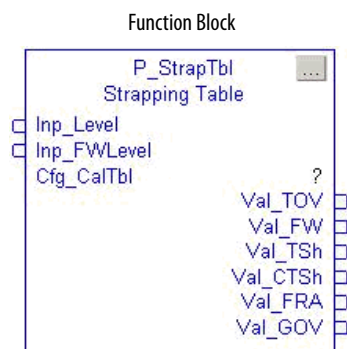 Function Block
P_StrapTbl
...
Strapping Table
Inp_Level
Inp_FWLevel
Cfg_CalTbl
?
Val_TOV
Val_FW
Val_TSh
Val_CTSh
Val_FRA
Val_GOV